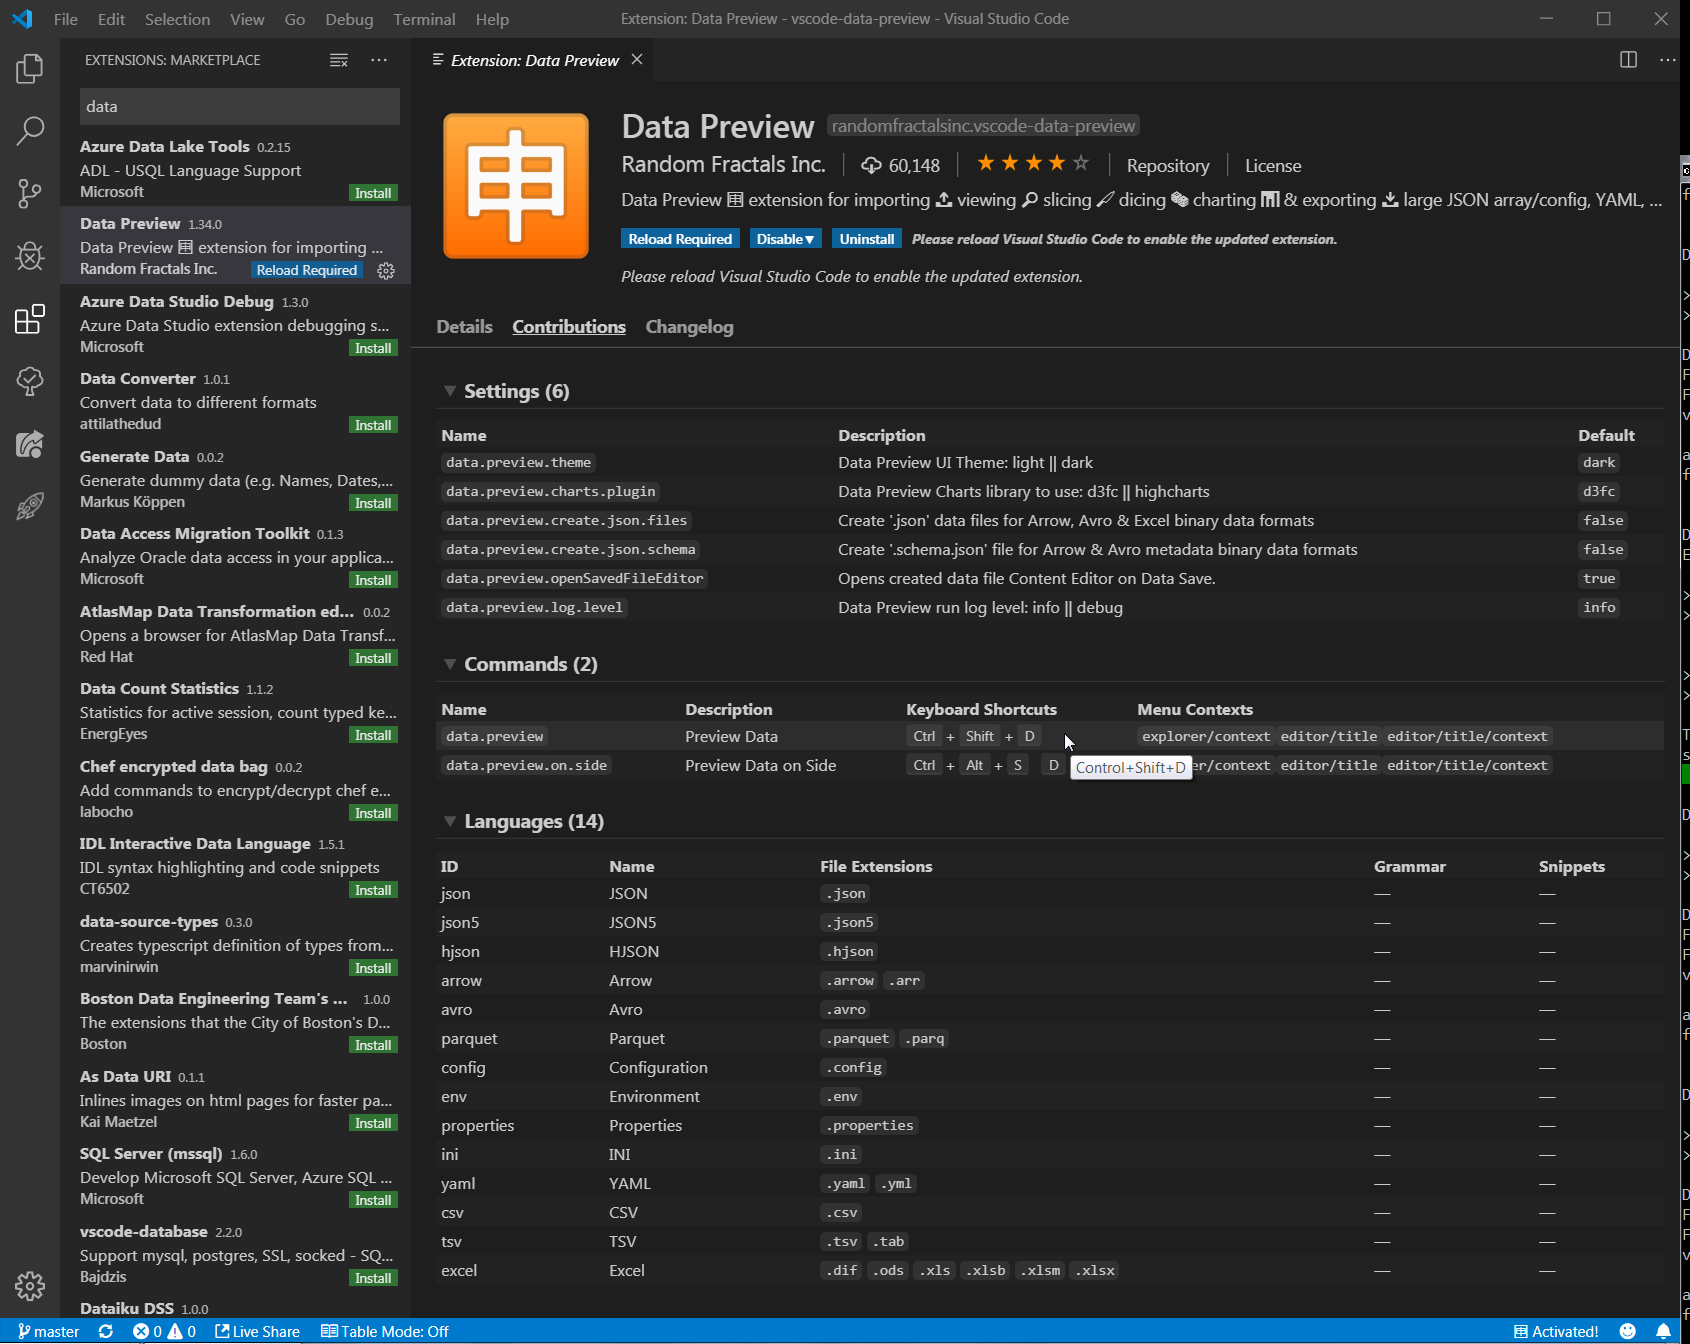 File Edit Selection View Go Debug Terminal Help Extension: Data Preview - vscode-data-preview - Visual Studio Code
EXTENSIONS: MARKETPLACE
data
Azure Data Lake Tools 0.2.15
ADL - USQL Language Support
Microsoft Install
Data Preview 1.34.0
Data Preview extension for importing ...
Random Fractals Inc. Reload Required
Azure Data Studio Debug 1.3.0
Azure Data Studio extension debugging s...
Microsoft Install
Data Converter 1.0.1
Convert data to different formats
attilathedud Install
Generate Data 0.0.2
Generate dummy data (e.g. Names, Dates,...
Markus Köppen Install
Data Access Migration Toolkit 0.1.3
Analyze Oracle data access in your applica...
Microsoft Install
AtlasMap Data Transformation ed... 0.0.2
Opens a browser for AtlasMap Data Transf...
Red Hat Install
Data Count Statistics 1.1.2
Statistics for active session, count typed ke...
EnergEyes Install
Chef encrypted data bag 0.0.2
Add commands to encrypt/decrypt chef e...
labocho Install
IDL Interactive Data Language 1.5.1
IDL syntax highlighting and code snippets
CT6502 Install
data-source-types 0.3.0
Creates typescript definition of types from...
marvinirwin Install
Boston Data Engineering Team's ... 1.0.0
The extensions that the City of Boston's D...
Boston Install
As Data URI 0.1.1
Inlines images on html pages for faster pa...
Kai Maetzel Install
SQL Server (mssql) 1.6.0
Develop Microsoft SQL Server, Azure SQL ...
Microsoft Install
vscode-database 2.2.0
Support mysql, postgres, SSL, socked - SQ...
Bajdzis Install
Dataiku DSS 1.0.0
Extension: Data Preview
申
Data Preview randomfractalsinc.vscode-data-preview
Random Fractals Inc. 60,148 Repository License
Data Preview extension for importing viewing slicing dicing charting & exporting large JSON array/config, YAML, ...
Reload Required Disable Uninstall Please reload Visual Studio Code to enable the updated extension.
Please reload Visual Studio Code to enable the updated extension.
Details Contributions Changelog
Settings (6)
Name Description Default
data.preview.theme Data Preview UI Theme: light || dark dark
data.preview.charts.plugin Data Preview Charts library to use: d3fc || highcharts d3fc
data.preview.create.json.files Create '.json' data files for Arrow, Avro & Excel binary data formats false
data.preview.create.json.schema Create '.schema.json' file for Arrow & Avro metadata binary data formats false
data.preview.openSavedFileEditor Opens created data file Content Editor on Data Save. true
data.preview.log.level Data Preview run log level: info || debug info
Commands (2)
Name Description Keyboard Shortcuts Menu Contexts
data.preview Preview Data Ctrl + Shift + D explorer/context editor/title editor/title/context
data.preview.on.side Preview Data on Side Ctrl + Alt + S D er/context editor/title editor/title/context
Control+Shift+D
Languages (14)
ID Name File Extensions Grammar Snippets
json JSON .json — —
json5 JSON5 .json5 — —
hjson HJSON .hjson — —
arrow Arrow .arrow .arr — —
avro Avro .avro — —
parquet Parquet .parquet .parq — —
config Configuration .config — —
env Environment .env — —
properties Properties .properties — —
ini INI .ini — —
yaml YAML .yaml .yml — —
csv CSV .csv — —
tsv TSV .tsv .tab — —
excel Excel .dif .ods .xls .xlsb .xlsm .xlsx — —
master 0 0 Live Share Table Mode: Off Activated!